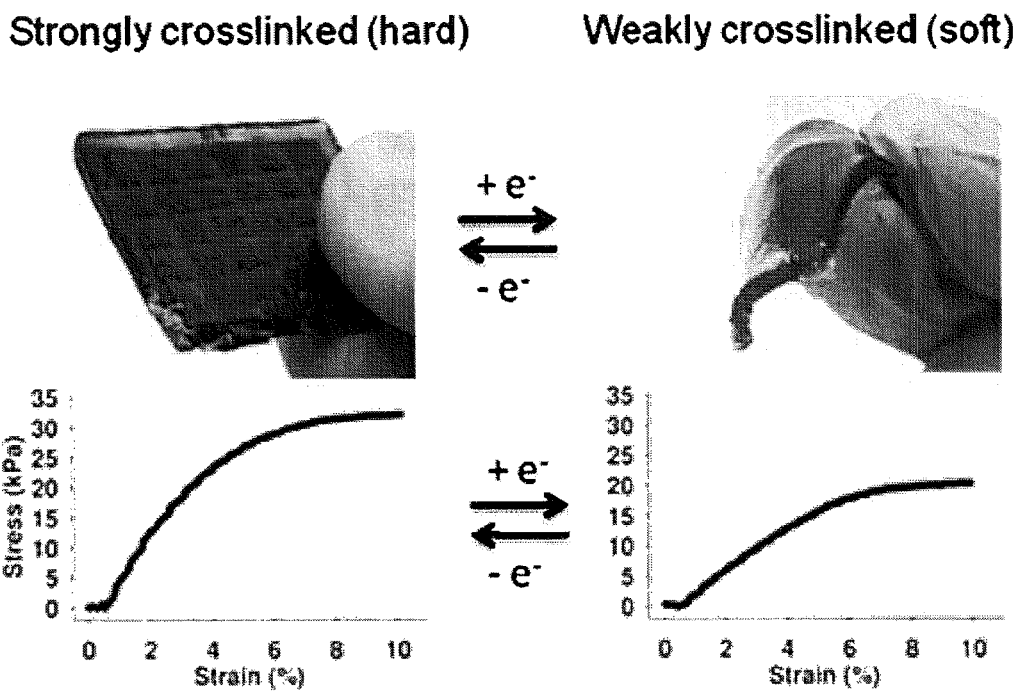 Strongly crosslinked (hard)
Weakly crosslinked (soft)
+ e-
- e-
35
30
25
20
15
10
5
0
Stress (kPa)
0 2 4 6 8 10
Strain (%)
+ e-
- e-
35
30
25
20
15
10
5
0
0 2 4 6 8 10
Strain (%)